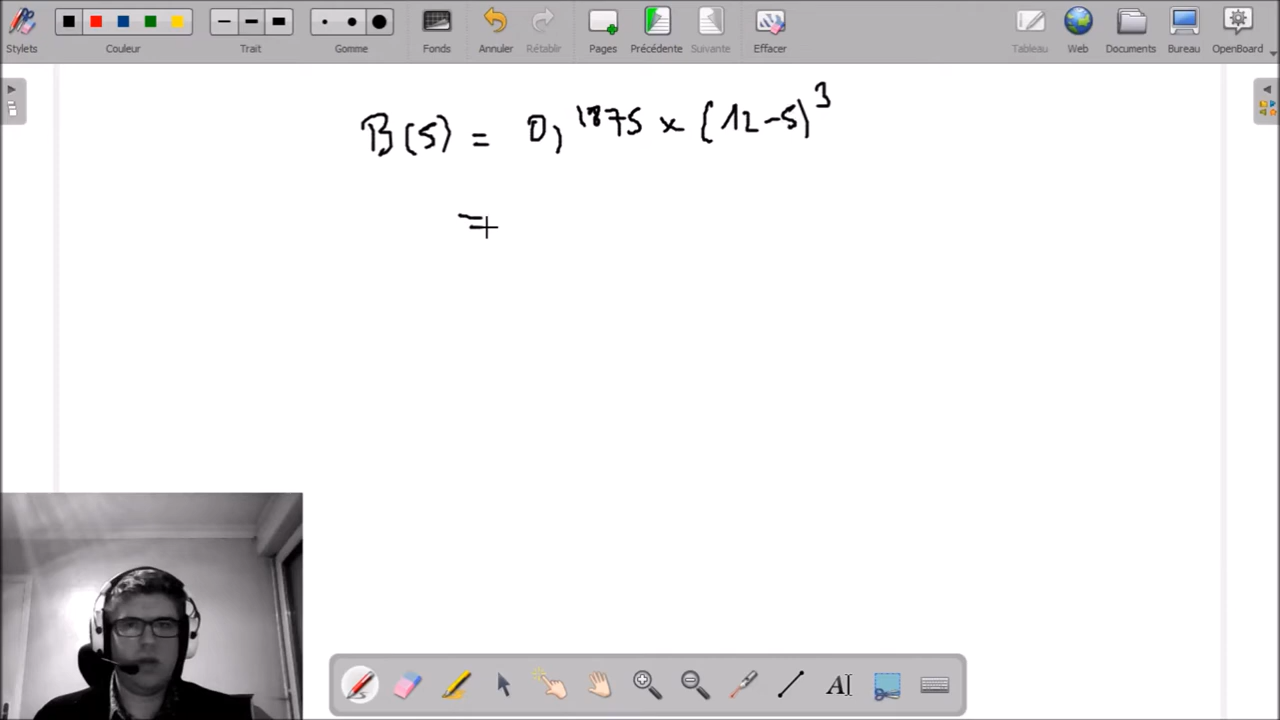 Stylets Couleur Trait Gomme Fonds Annuler Rétablir Pages Précédente Suivante Effacer Tableau Web Documents Bureau OpenBoard
B(5) = 0,1875 × (12-5)³
=
A